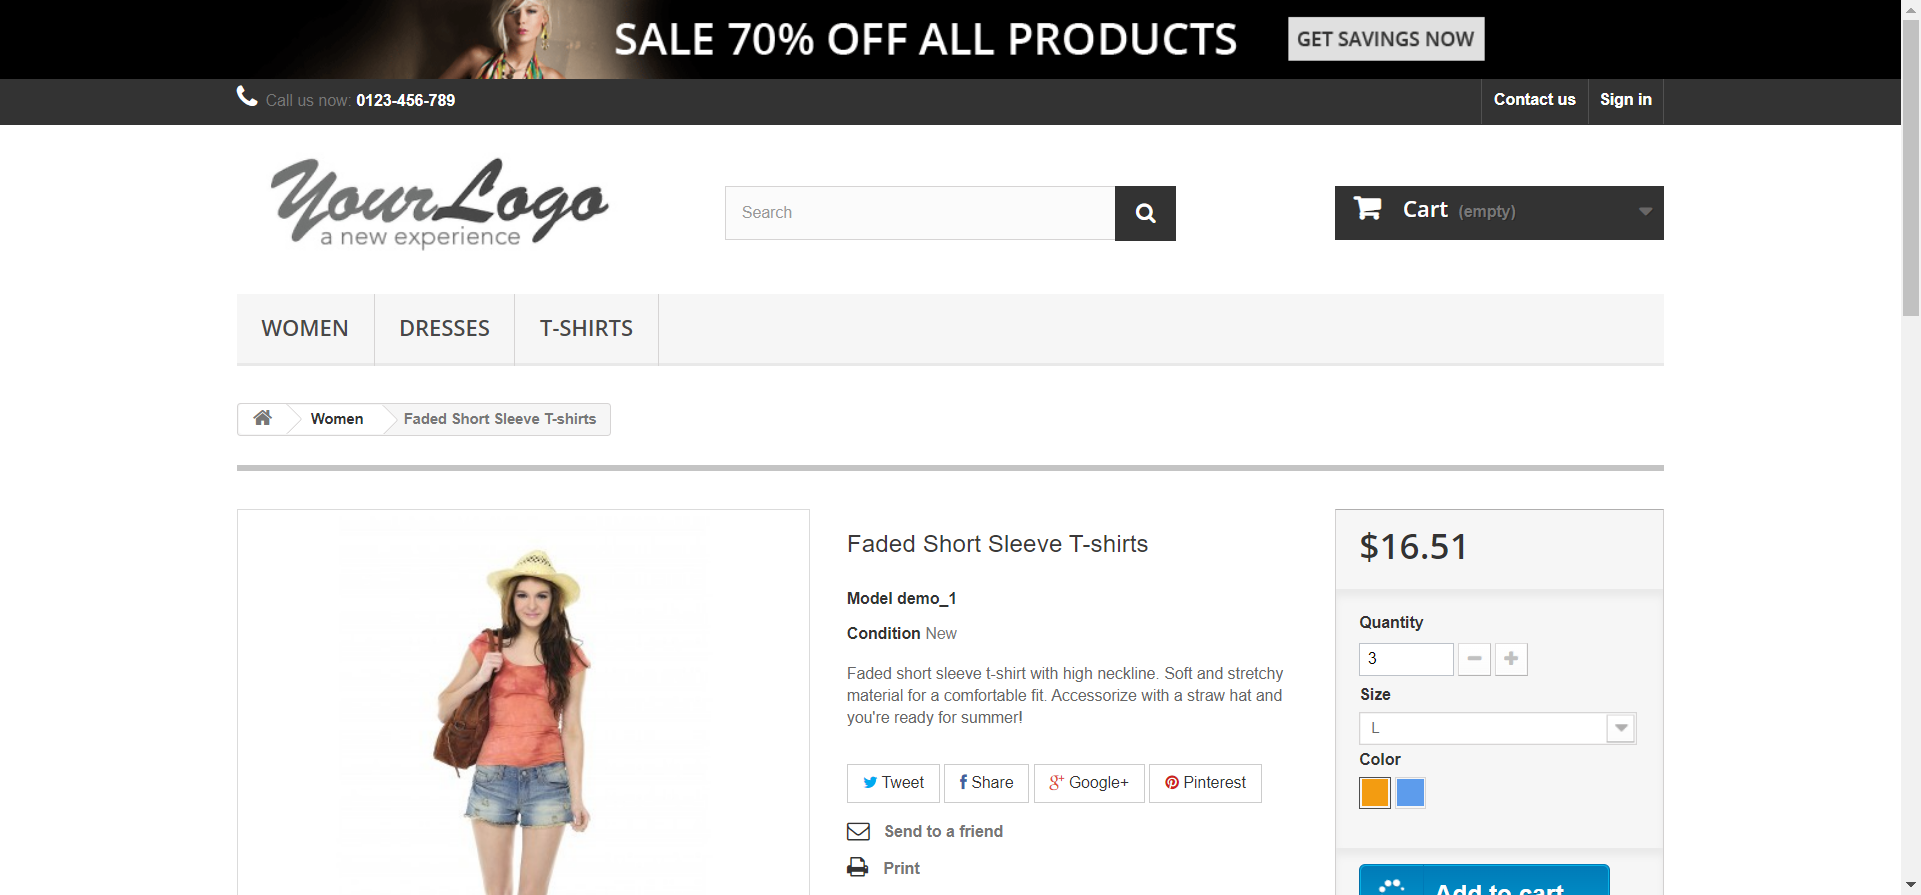 SALE 70% OFF ALL PRODUCTS
GET SAVINGS NOW
Call us now: 0123-456-789
Contact us
Sign in
YourLogo
a new experience
Search
Cart (empty)
WOMEN
DRESSES
T-SHIRTS
Women
Faded Short Sleeve T-shirts
Faded Short Sleeve T-shirts
Model demo_1
Condition New
Faded short sleeve t-shirt with high neckline. Soft and stretchy
material for a comfortable fit. Accessorize with a straw hat and
you're ready for summer!
Tweet
Share
Google+
Pinterest
Send to a friend
Print
$16.51
Quantity
3
Size
L
Color
Add to cart